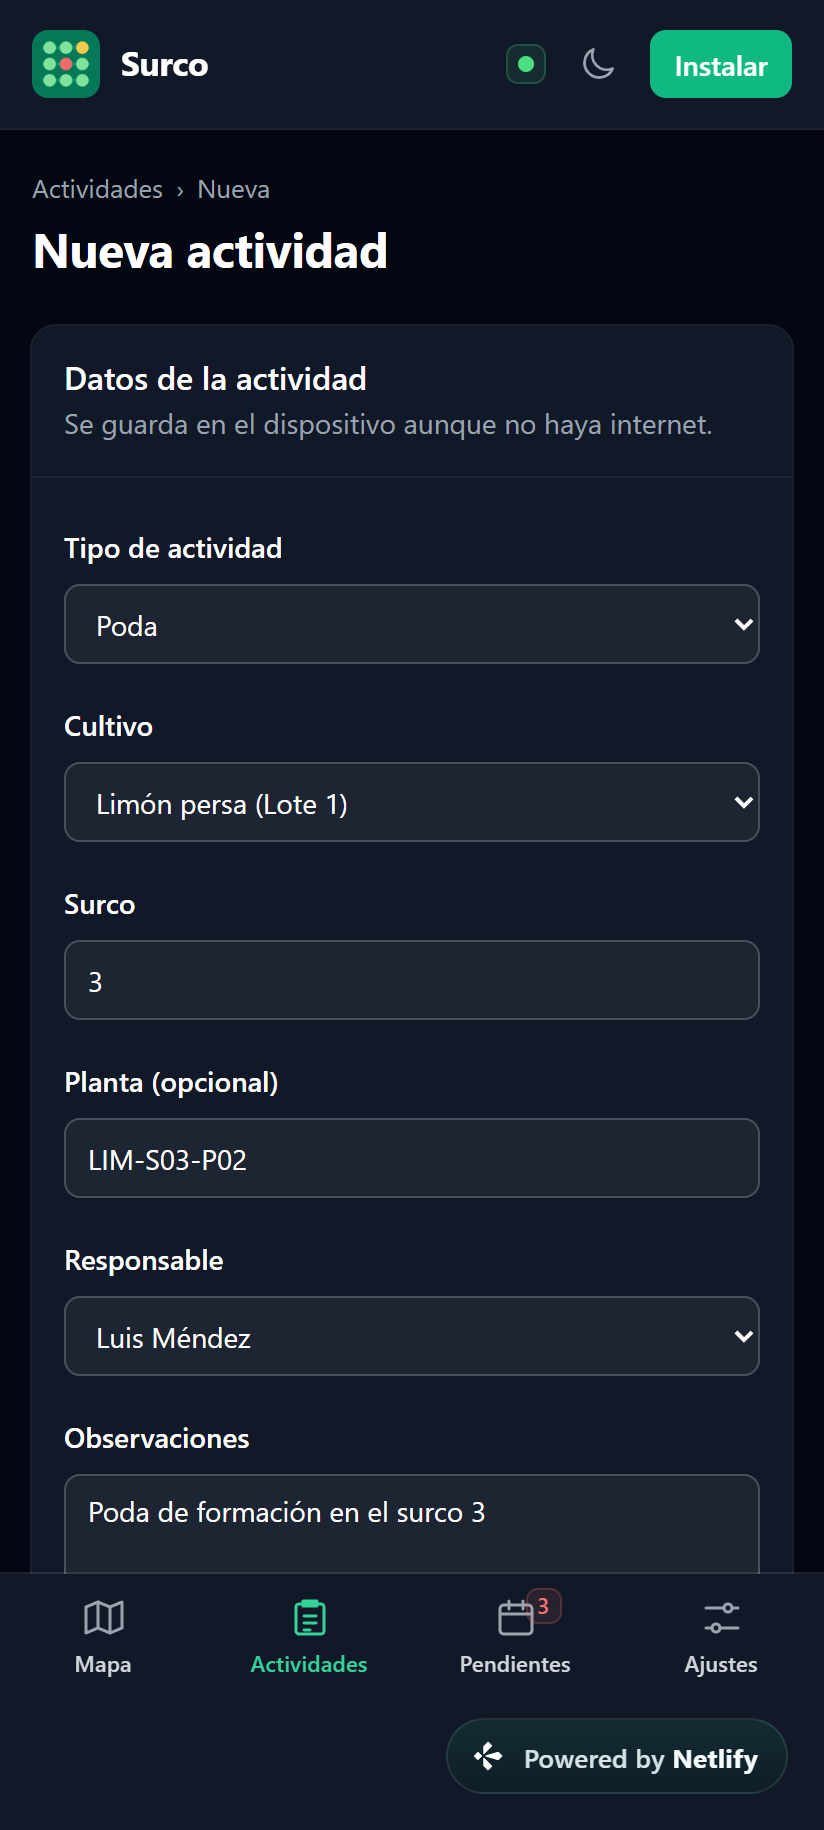 Surco
Instalar
Actividades › Nueva
Nueva actividad
Datos de la actividad
Se guarda en el dispositivo aunque no haya internet.
Tipo de actividad
Poda
Cultivo
Limón persa (Lote 1)
Surco
3
Planta (opcional)
LIM-S03-P02
Responsable
Luis Méndez
Observaciones
Poda de formación en el surco 3
3
Mapa
Actividades
Pendientes
Ajustes
Powered by Netlify